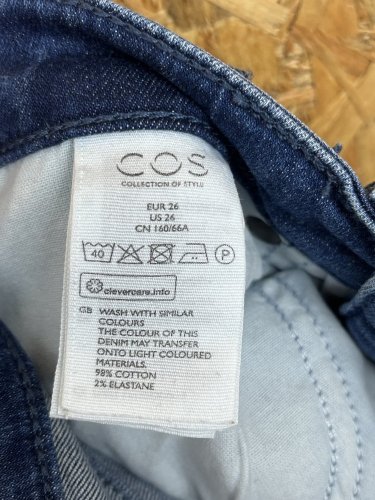 COS
COLLECTION OF STYLE
EUR 26
US 26
CN 160/66A
40 P
clevercare.info
GB WASH WITH SIMILAR
COLOURS
THE COLOUR OF THIS
DENIM MAY TRANSFER
ONTO LIGHT COLOURED
MATERIALS.
98% COTTON
2% ELASTANE